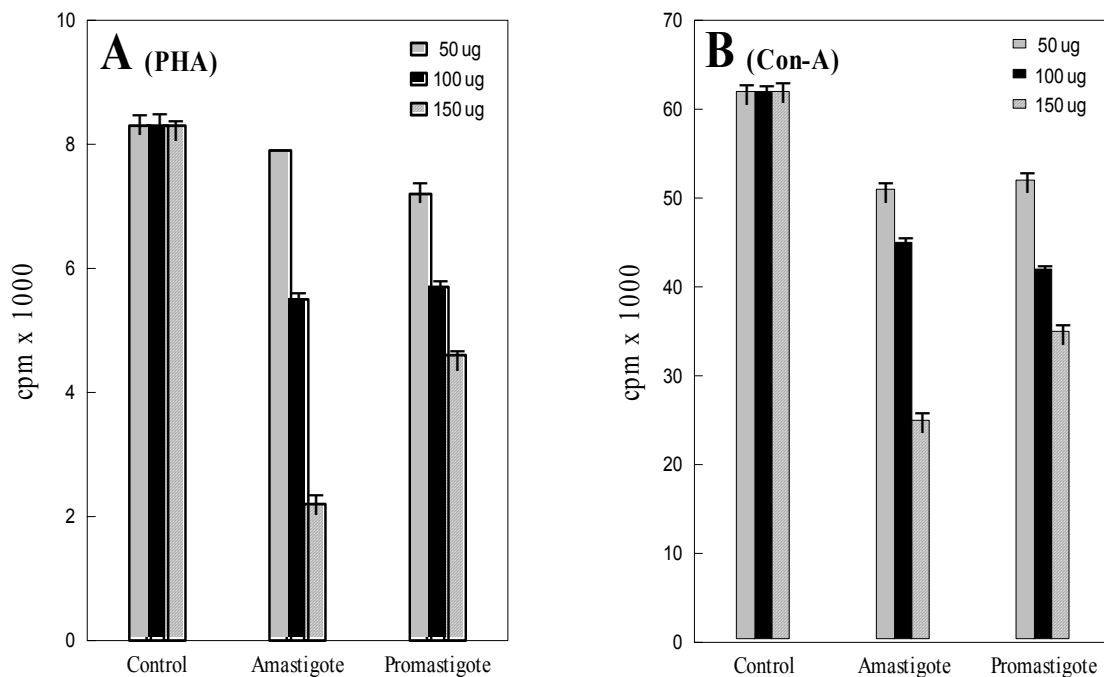 A (PHA)
50 ug
100 ug
150 ug
10
8
6
4
2
0
cpm x 1000
Control Amastigote Promastigote
B (Con-A)
50 ug
100 ug
150 ug
70
60
50
40
30
20
10
0
cpm x 1000
Control Amastigote Promastigote